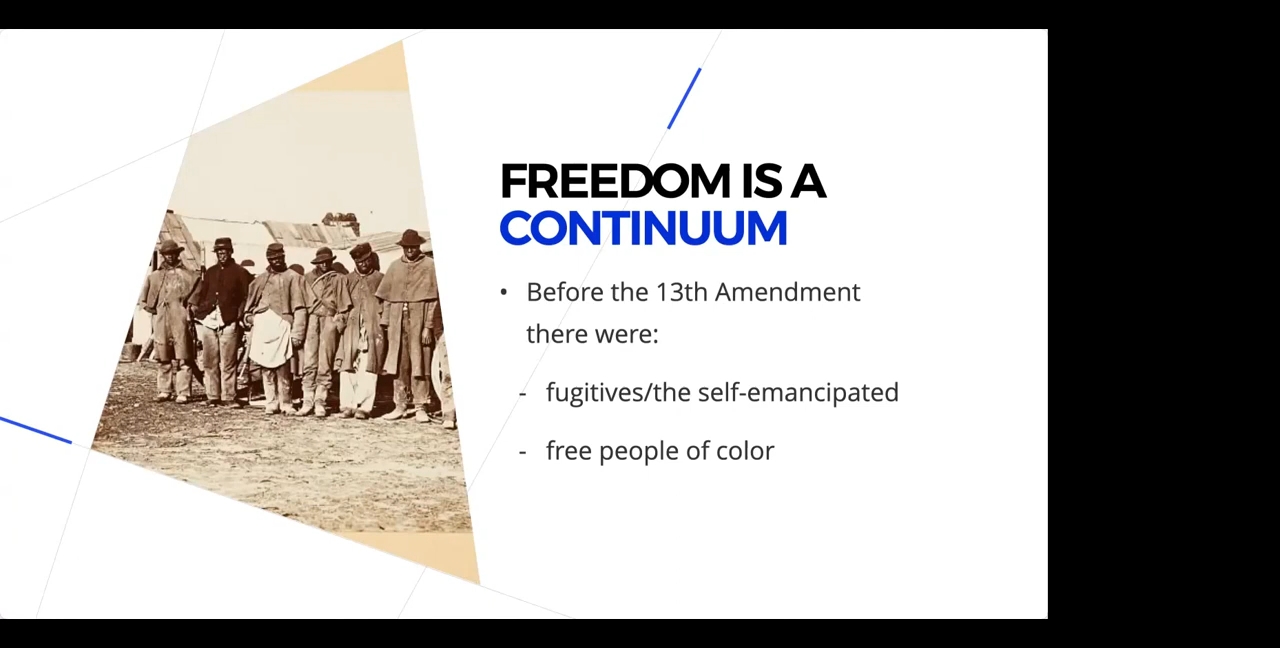 FREEDOM IS A
CONTINUUM
• Before the 13th Amendment
there were:
- fugitives/the self-emancipated
- free people of color